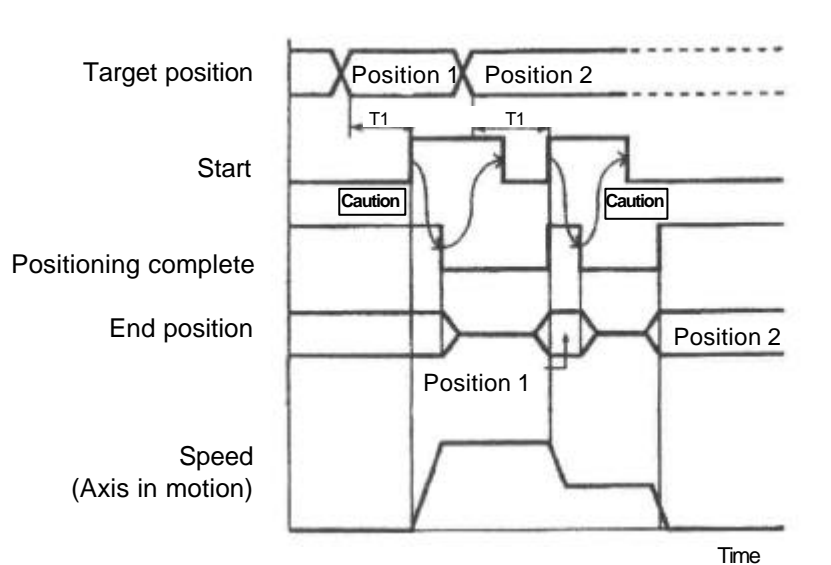 Target position
Position 1
Position 2
T1
T1
Start
Caution
Caution
Positioning complete
End position
Position 2
Position 1
Speed
(Axis in motion)
Time